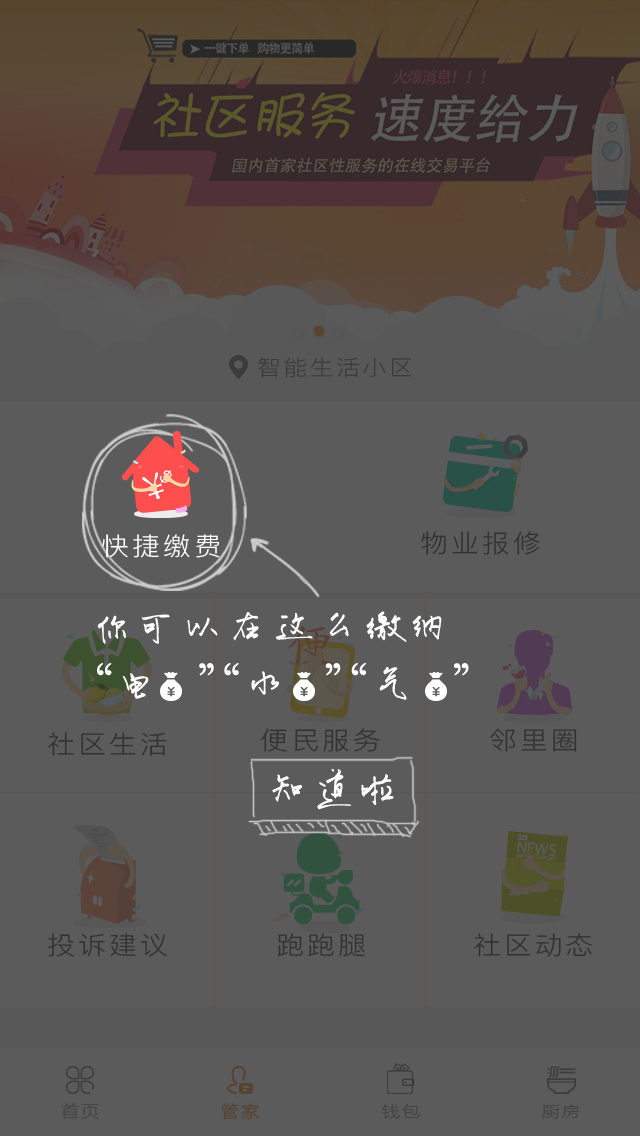 一键下单 购物更简单
火爆消息！！！
社区服务 速度给力
国内首家社区性服务的在线交易平台
智能生活小区
¥
快捷缴费
物业报修
你可以在这么缴纳
“电¥”“水¥”“气¥”
便
社区生活
便民服务
邻里圈
知道啦
NEWS
投诉建议
跑跑腿
社区动态
首页
管家
钱包
厨房